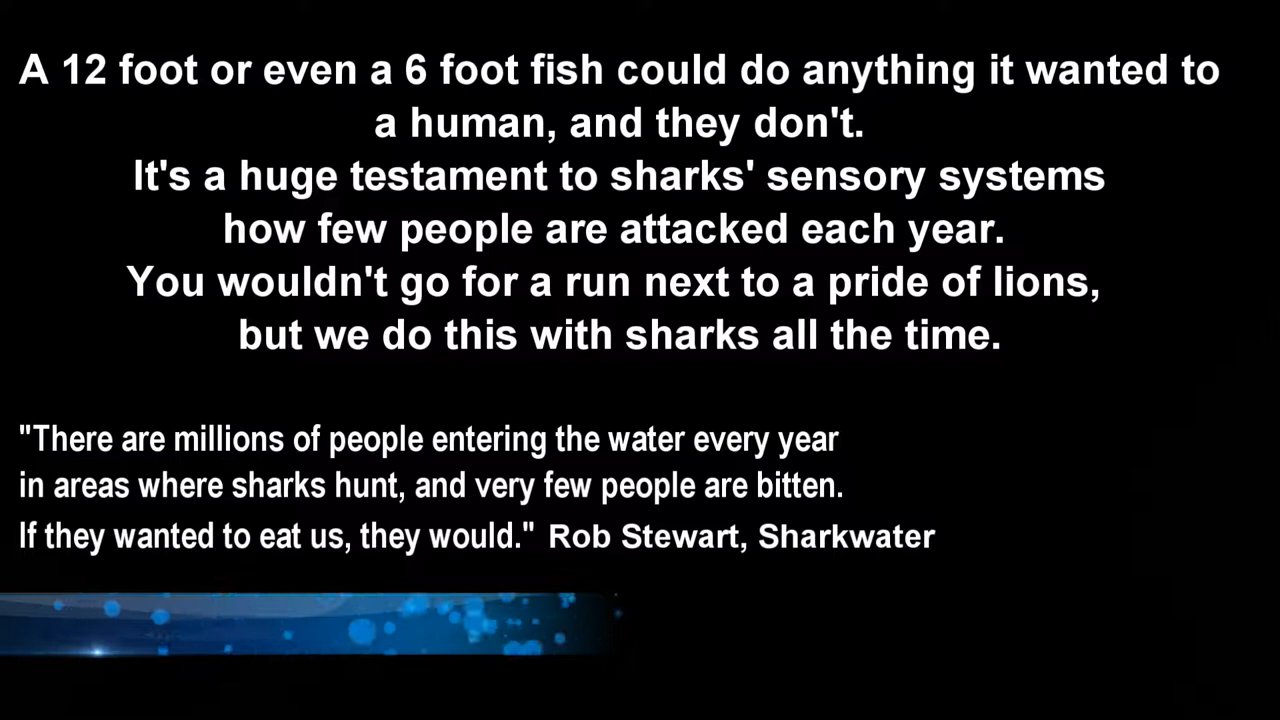 A 12 foot or even a 6 foot fish could do anything it wanted to
a human, and they don't.
It's a huge testament to sharks' sensory systems
how few people are attacked each year.
You wouldn't go for a run next to a pride of lions,
but we do this with sharks all the time.
"There are millions of people entering the water every year
in areas where sharks hunt, and very few people are bitten.
If they wanted to eat us, they would." Rob Stewart, Sharkwater